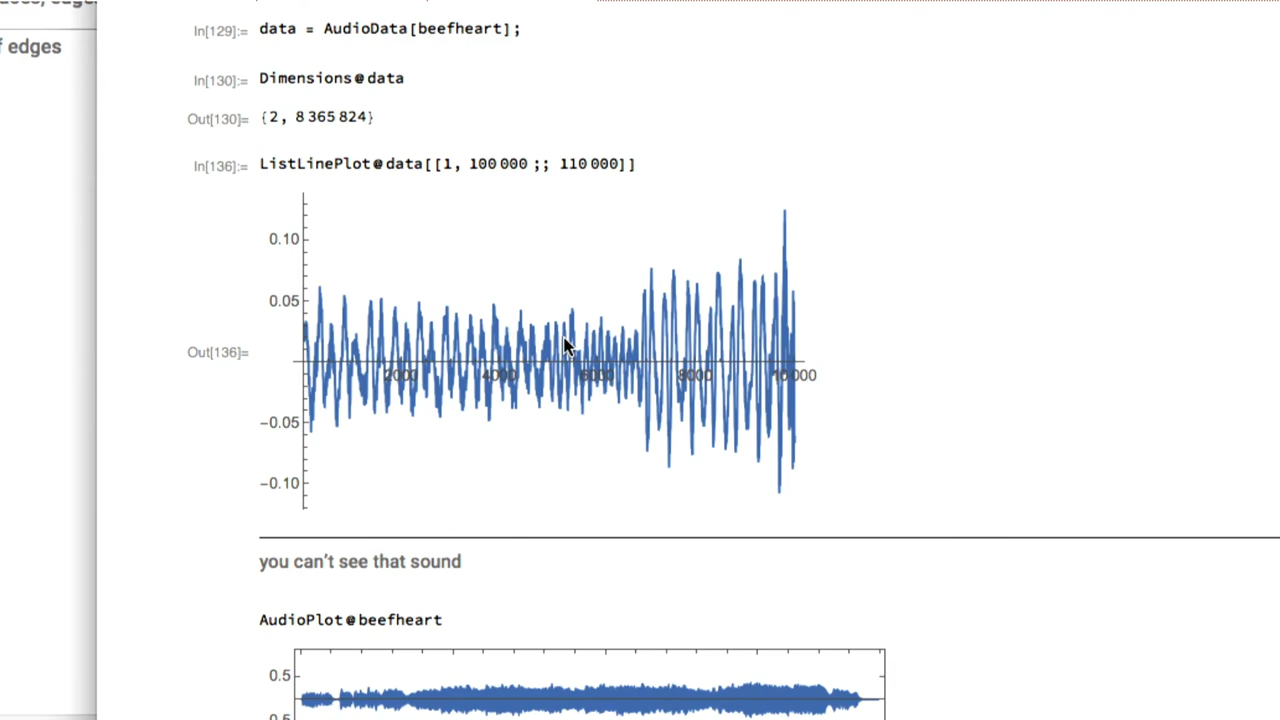 f edges
In[129]:= data = AudioData[beefheart];
In[130]:= Dimensions@data
Out[130]= {2, 8 365 824}
In[136]:= ListLinePlot@data[[1, 100 000 ;; 110 000]]
0.10
0.05
Out[136]=
2000 4000 6000 8000 10 000
-0.05
-0.10
you can't see that sound
AudioPlot@beefheart
0.5